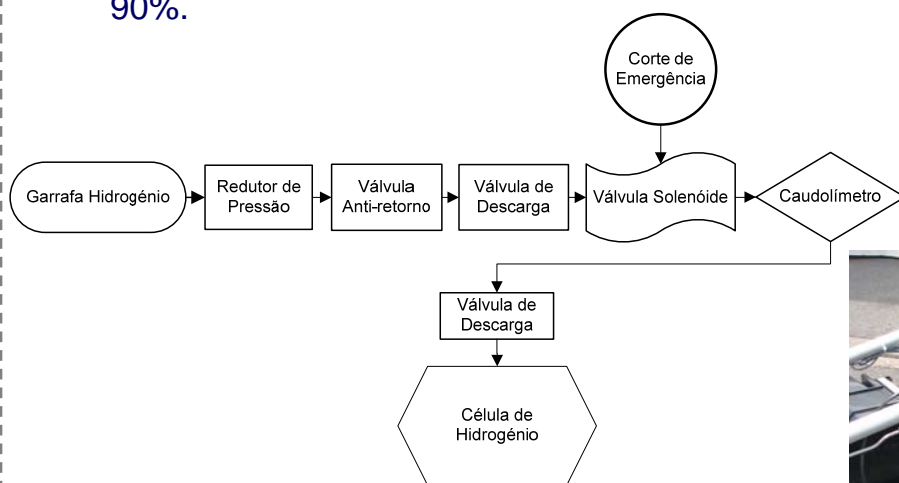 90%.
Corte de
Emergência
Garrafa Hidrogénio
Redutor de
Pressão
Válvula
Anti-retorno
Válvula de
Descarga
Válvula Solenóide
Caudolímetro
Válvula de
Descarga
Célula de
Hidrogénio